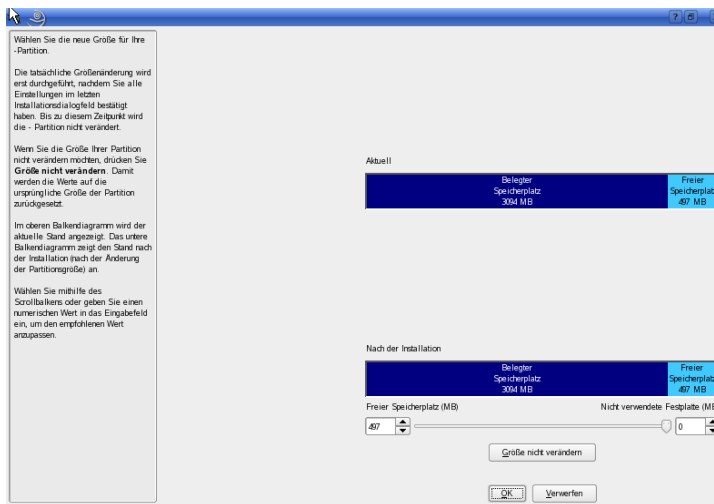 Wählen Sie die neue Größe für Ihre
-Partition.
Die tatsächliche Größenänderung wird
erst durchgeführt, nachdem Sie alle
Einstellungen im letzten
Installationsdialogfeld bestätigt
haben. Bis zu diesem Zeitpunkt wird
die - Partition nicht verändert.
Wenn Sie die Größe Ihrer Partition
nicht verändern möchten, drücken Sie
Größe nicht verändern. Damit
werden die Werte auf die
ursprüngliche Größe der Partition
zurückgesetzt.
Im oberen Balkendiagramm wird der
aktuelle Stand angezeigt. Das untere
Balkendiagramm zeigt den Stand nach
der Installation (nach der Änderung
der Partitionsgröße) an.
Wählen Sie mithilfe des
Scrollbalkens oder geben Sie einen
numerischen Wert in das Eingabefeld
ein, um den empfohlenen Wert
anzupassen.
Aktuell
Belegter
Speicherplatz
3094 MB
Freier
Speicherplatz
497 MB
Nach der Installation
Belegter
Speicherplatz
3094 MB
Freier
Speicherplatz
497 MB
Freier Speicherplatz (MB)
Nicht verwendete Festplatte (MB
497
0
Größe nicht verändern
OK
Verwerfen